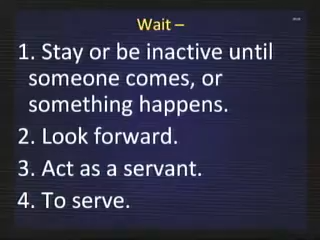 Wait –
1. Stay or be inactive until
someone comes, or
something happens.
2. Look forward.
3. Act as a servant.
4. To serve.